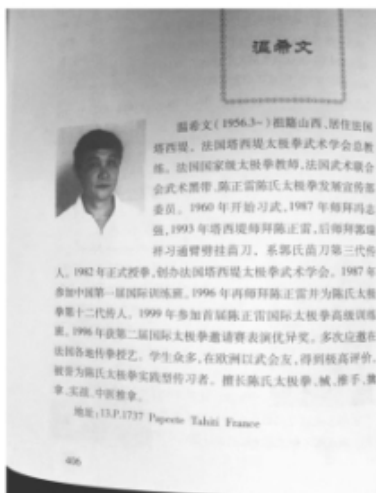 温希文
温希文(1956.3~)祖籍山西,居住法国
塔西堤。法国塔西堤太极拳武术学会总教
练。法国国家级太极拳教师,法国武术联合
会武术黑带,陈正雷陈氏太极拳发展宣传部
委员。1960年开始习武,1987年师拜冯志
强,1993年塔西堤师拜陈正雷,后师拜郭瑞
祥习通臂劈挂苗刀,系郭氏苗刀第三代传
人。1982年正式授拳,创办法国塔西堤太极拳武术学会。1987年
参加中国第一届国际训练班。1996年再师拜陈正雷并为陈氏太极
拳第十二代传人。1999年参加首届陈正雷国际太极拳高级训练
班。1996年获第二届国际太极拳邀请赛表演优异奖。多次应邀在
法国各地传拳授艺。学生众多,在欧洲以武会友,得到极高评价,
被誉为陈氏太极拳实践型传习者。擅长陈氏太极拳、械、推手、擒
拿、实战、中医推拿。
地址:13.P.1737 Papeete Tahiti France
406